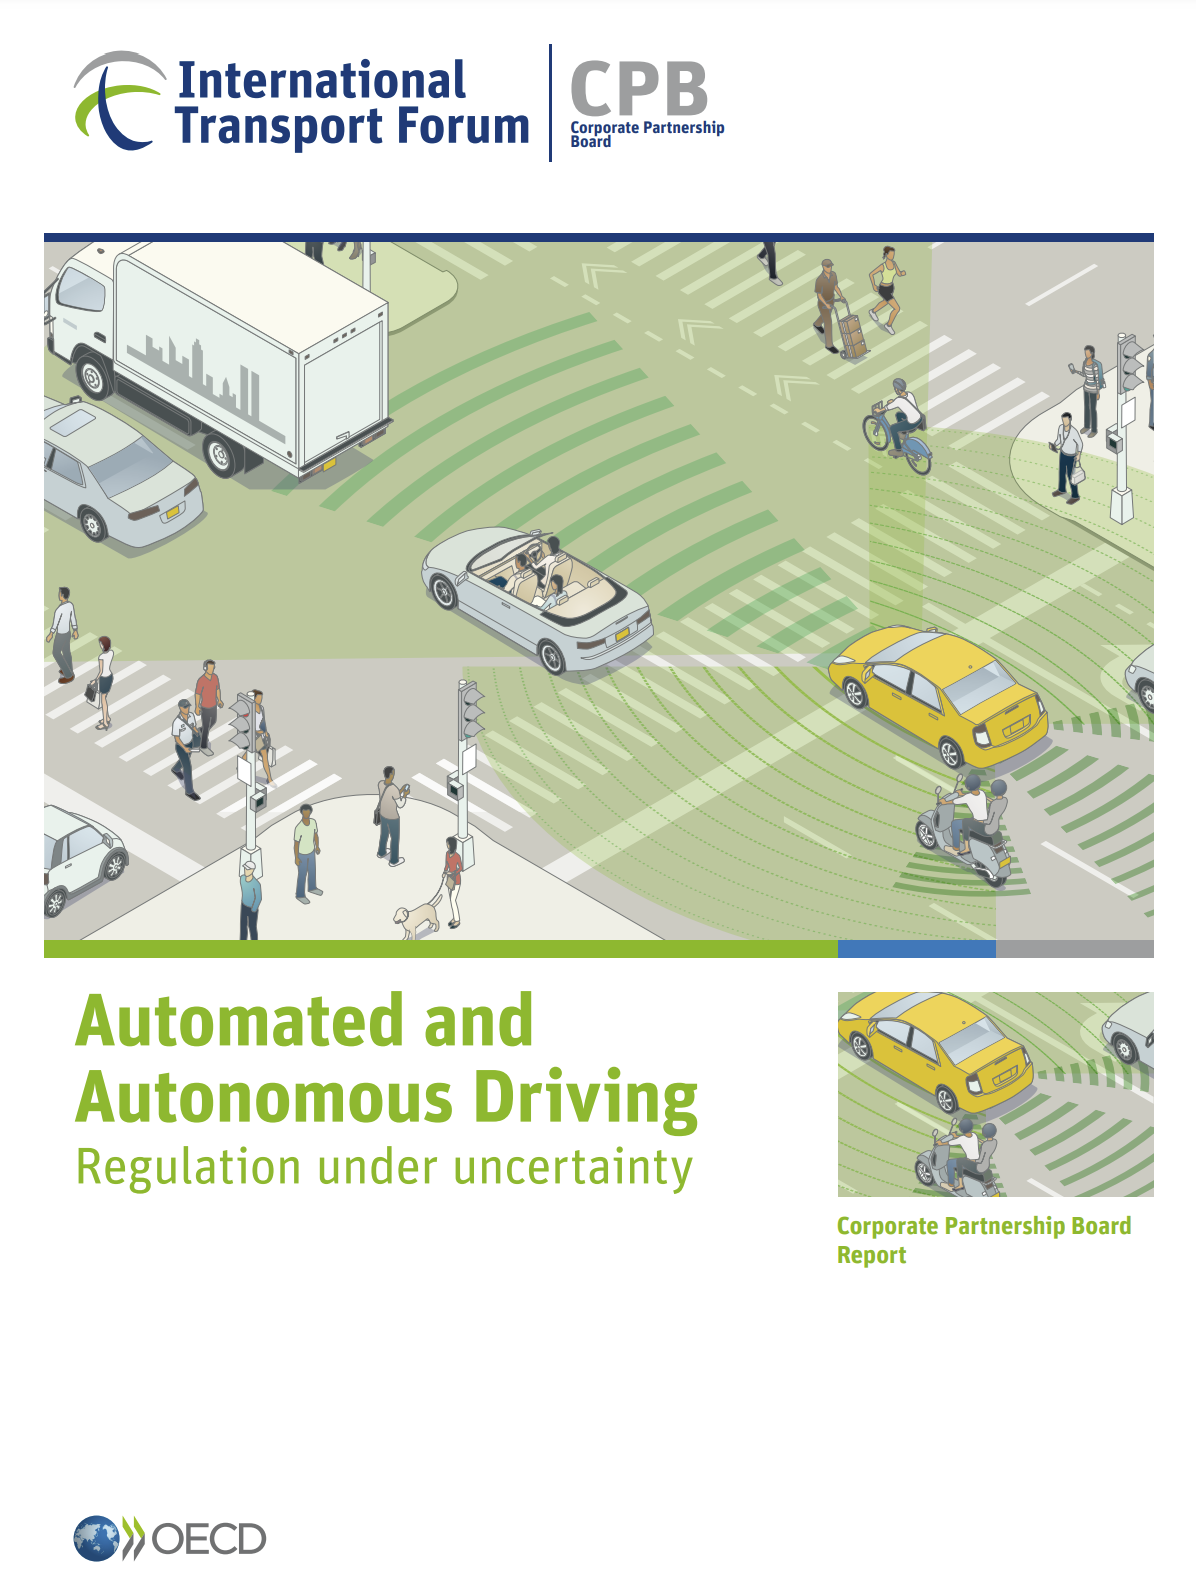 International
Transport Forum
CPB
Corporate Partnership
Board
Automated and
Autonomous Driving
Regulation under uncertainty
Corporate Partnership Board
Report
OECD